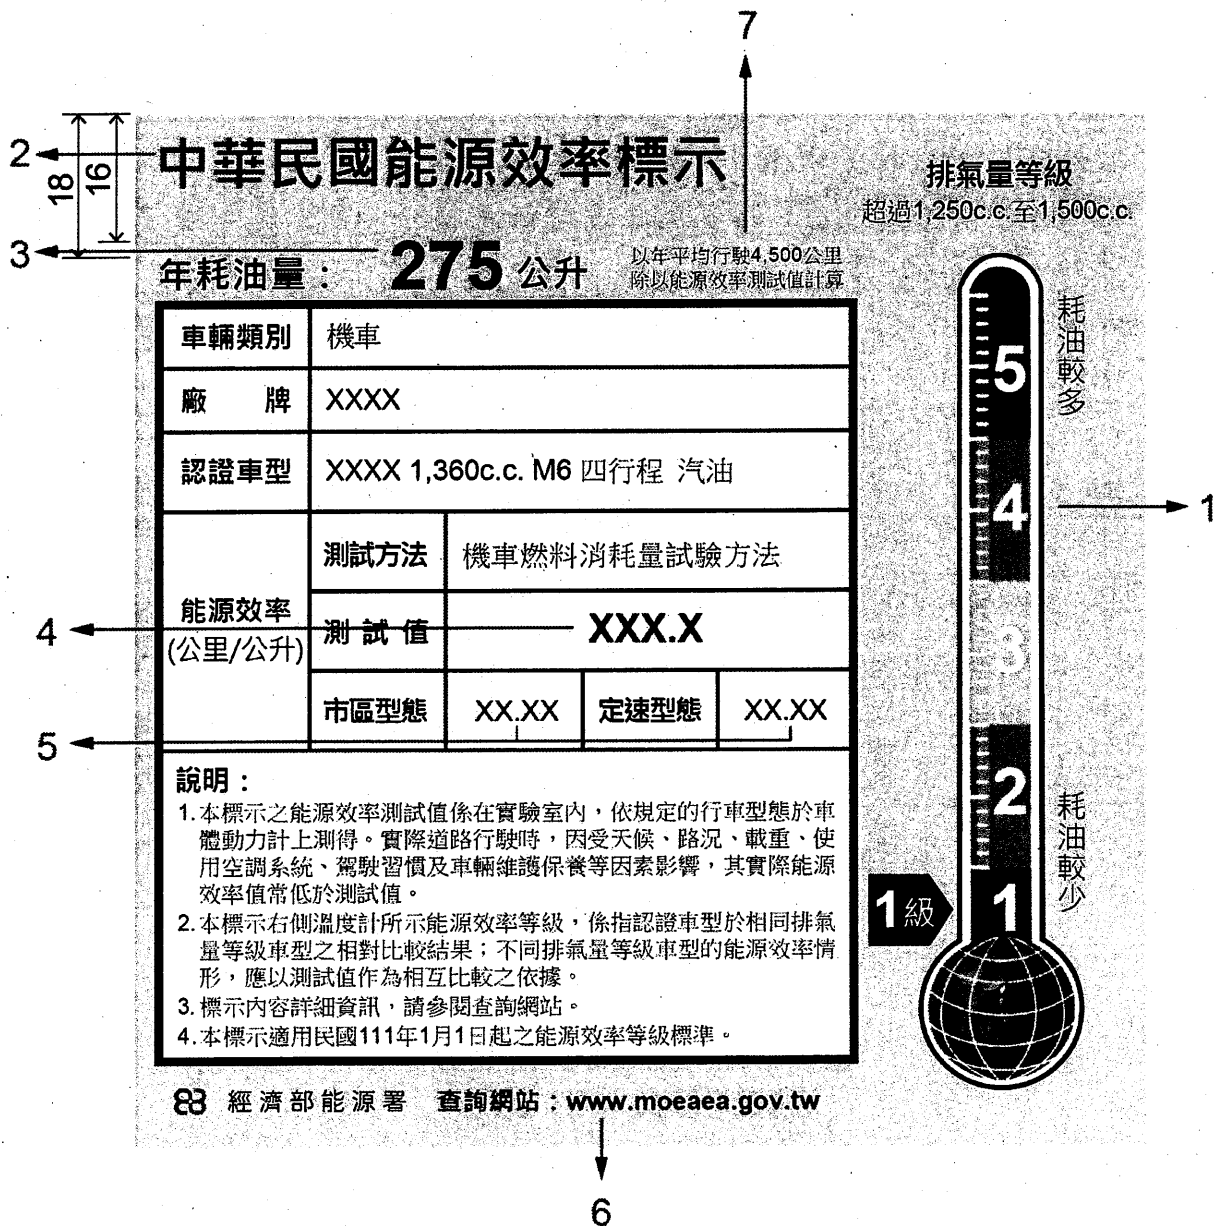 7
2
18
16
中華民國能源效率標示
排氣量等級
超過1,250c.c.至1,500c.c.
3
年耗油量： 275 公升
以年平均行駛4,500公里
除以能源效率測試值計算
車輛類別 機車
廠 牌 XXXX
認證車型 XXXX 1,360c.c. M6 四行程 汽油
能源效率
(公里/公升)
測試方法 機車燃料消耗量試驗方法
4
測 試 值 XXX.X
市區型態 XX.XX 定速型態 XX.XX
5
說明：
1.本標示之能源效率測試值係在實驗室內，依規定的行車型態於車
體動力計上測得。實際道路行駛時，因受天候、路況、載重、使
用空調系統、駕駛習慣及車輛維護保養等因素影響，其實際能源
效率值常低於測試值。
2.本標示右側溫度計所示能源效率等級，係指認證車型於相同排氣
量等級車型之相對比較結果；不同排氣量等級車型的能源效率情
形，應以測試值作為相互比較之依據。
3.標示內容詳細資訊，請參閱查詢網站。
4.本標示適用民國111年1月1日起之能源效率等級標準。
經濟部能源署 查詢網站：www.moeaea.gov.tw
6
耗油較多
5
4
1
3
2
耗油較少
1級
1